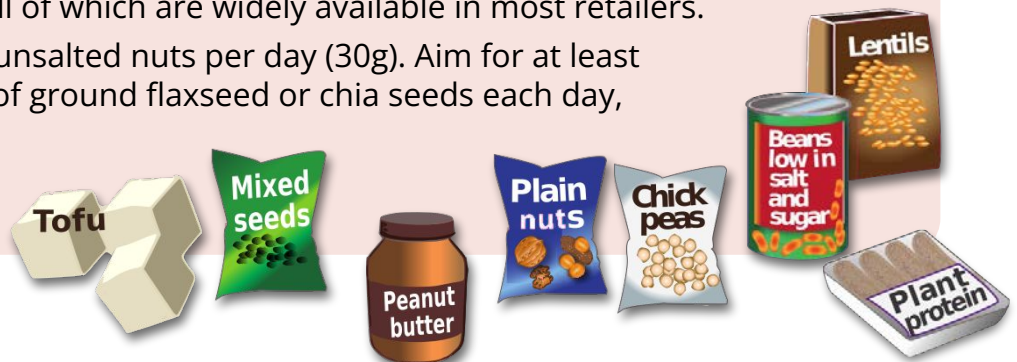 ll of which are widely available in most retailers.
unsalted nuts per day (30g). Aim for at least
of ground flaxseed or chia seeds each day,
Lentils
Beans
low in
salt
and
sugar
Mixed
seeds
Plain
nuts
Chick
peas
Tofu
Peanut
butter
Plant
protein